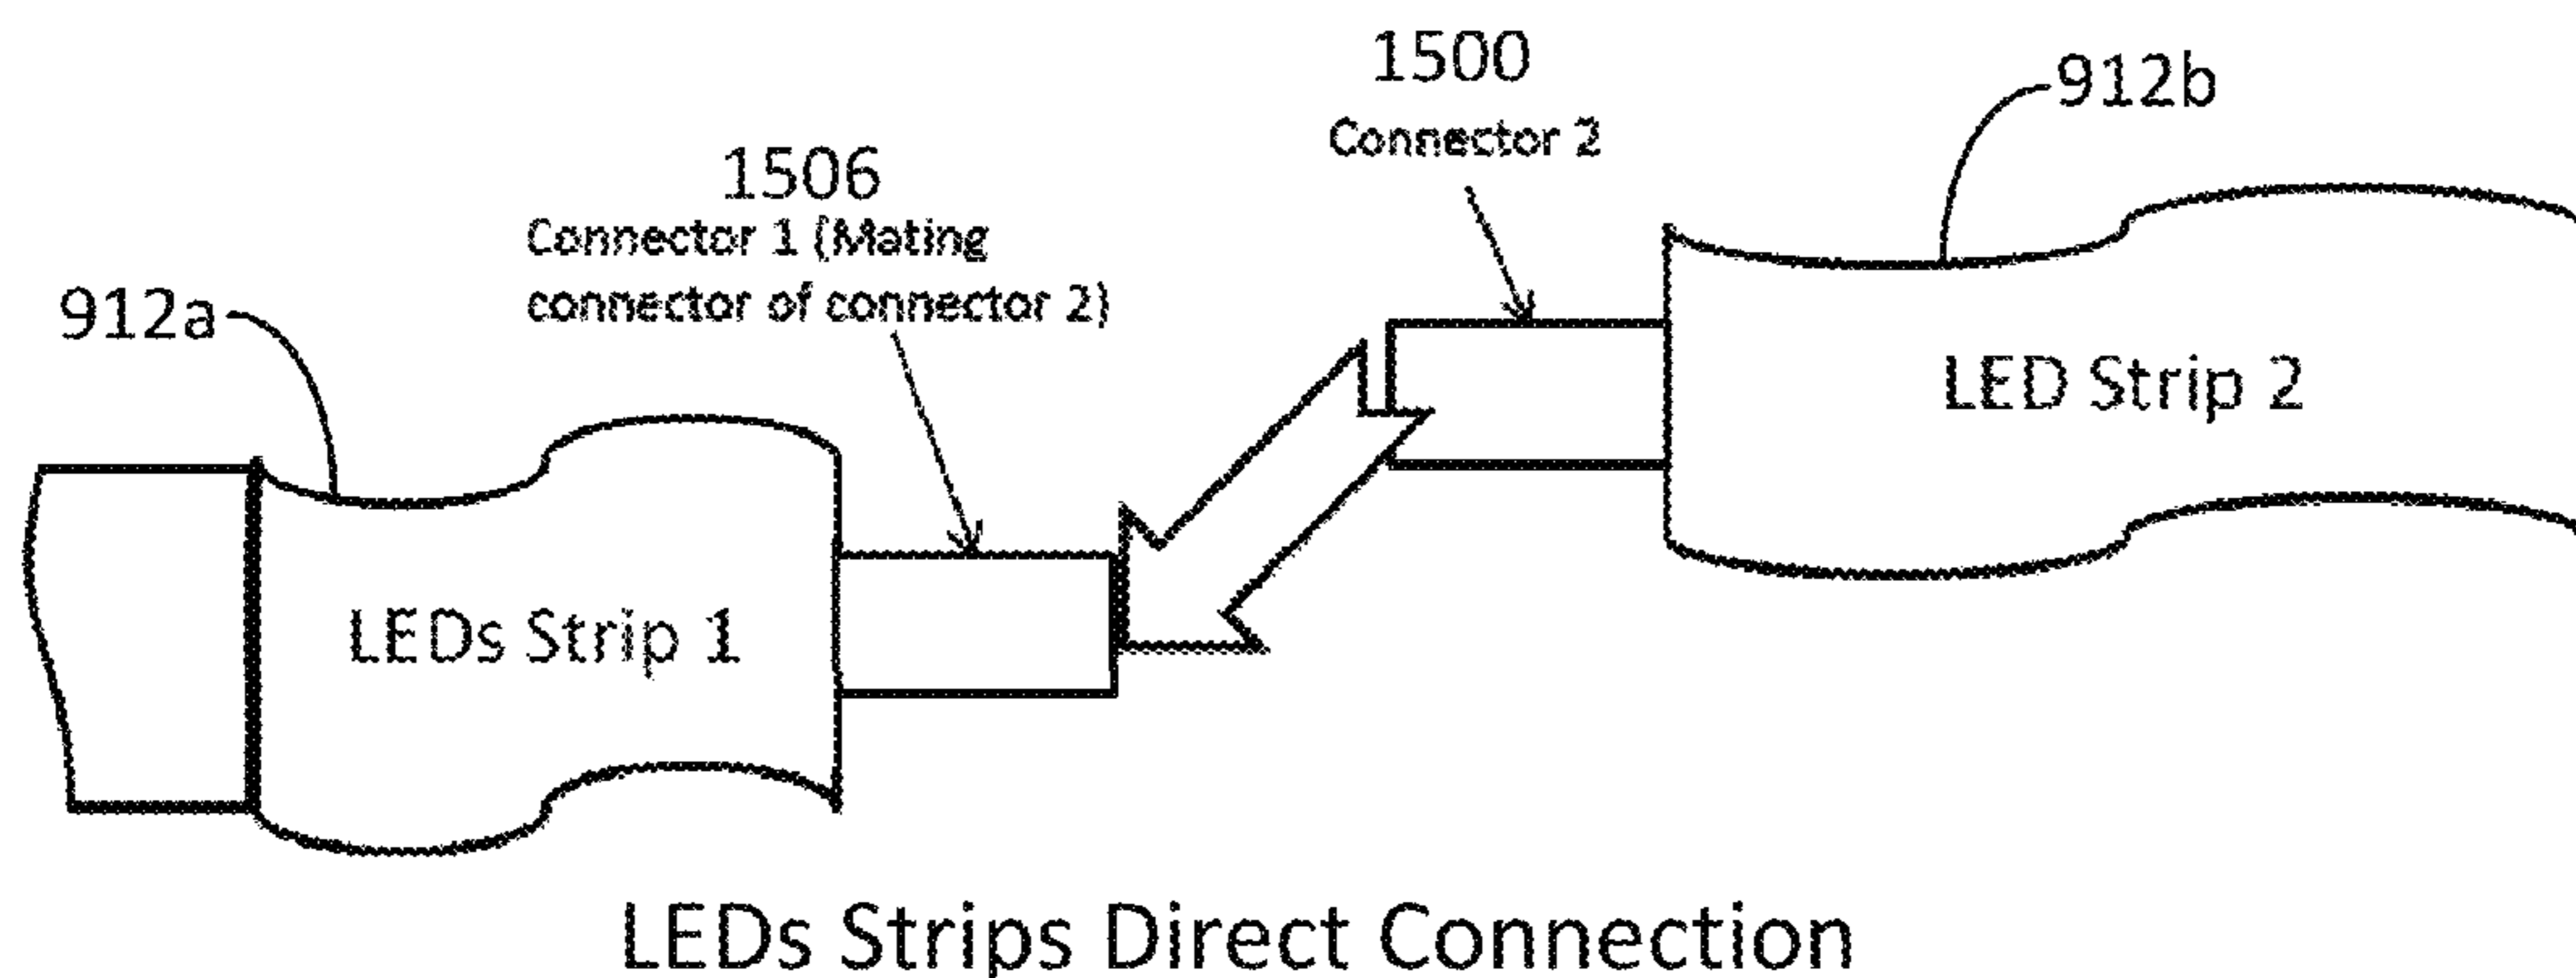 1500
Connector 2
912b
1506
Connector 1 (Mating
connector of connector 2)
912a
LED Strip 2
LEDs Strip 1
LEDs Strips Direct Connection